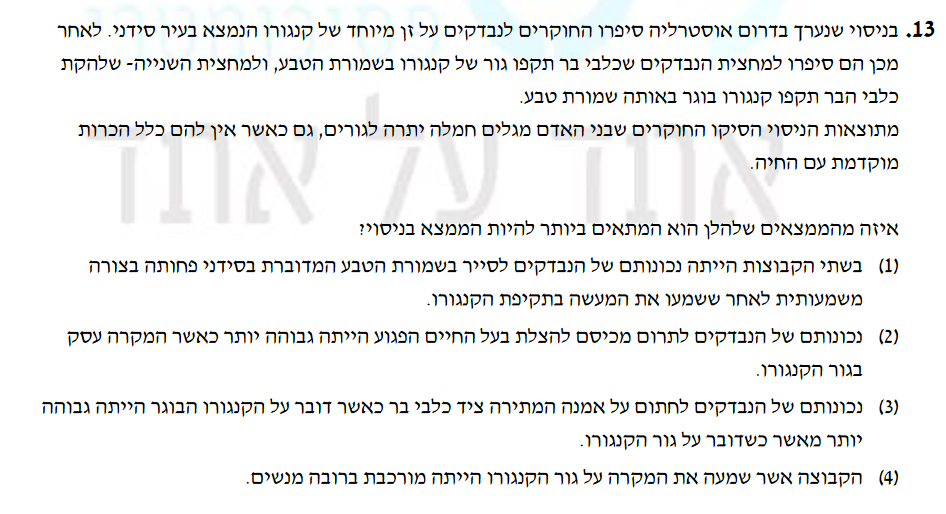 13. בניסוי שנערך בדרום אוסטרליה סיפרו החוקרים לנבדקים על זן מיוחד של קנגורו הנמצא בעיר סידני. לאחר
מכן הם סיפרו למחצית הנבדקים שכלבי בר תקפו גור של קנגורו בשמורת הטבע, ולמחצית השנייה- שלהקת
כלבי הבר תקפו קנגורו בוגר באותה שמורת טבע.
מתוצאות הניסוי הסיקו החוקרים שבני האדם מגלים חמלה יתרה לגורים, גם כאשר אין להם כלל הכרות
מוקדמת עם החיה.
אחד על אחד
איזה מהממצאים שלהלן הוא המתאים ביותר להיות הממצא בניסוי?
(1) בשתי הקבוצות הייתה נכונותם של הנבדקים לסייר בשמורת הטבע המדוברת בסידני פחותה בצורה
משמעותית לאחר ששמעו את המעשה בתקיפת הקנגורו.
(2) נכונותם של הנבדקים לתרום מכיסם להצלת בעל החיים הפגוע הייתה גבוהה יותר כאשר המקרה עסק
בגור הקנגורו.
(3) נכונותם של הנבדקים לחתום על אמנה המתירה ציד כלבי בר כאשר דובר על הקנגורו הבוגר הייתה גבוהה
יותר מאשר כשדובר על גור הקנגורו.
(4) הקבוצה אשר שמעה את המקרה על גור הקנגורו הייתה מורכבת ברובה מנשים.